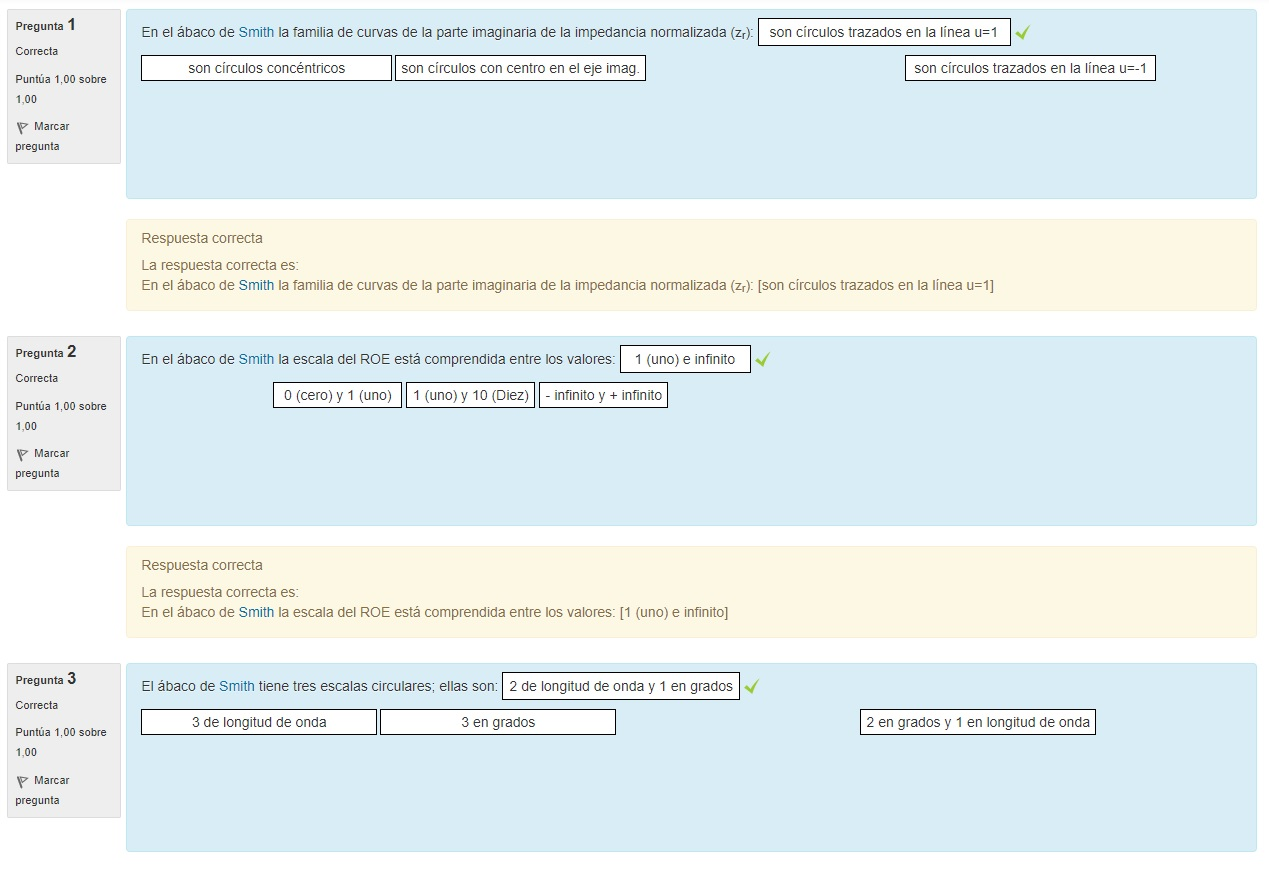 Pregunta 1
Correcta
Puntúa 1,00 sobre
1,00
Marcar
pregunta
En el ábaco de Smith la familia de curvas de la parte imaginaria de la impedancia normalizada (zr): son círculos trazados en la línea u=1
son círculos concéntricos son círculos con centro en el eje imag. son círculos trazados en la línea u=-1
Respuesta correcta
La respuesta correcta es:
En el ábaco de Smith la familia de curvas de la parte imaginaria de la impedancia normalizada (zr): [son círculos trazados en la línea u=1]
Pregunta 2
Correcta
Puntúa 1,00 sobre
1,00
Marcar
pregunta
En el ábaco de Smith la escala del ROE está comprendida entre los valores: 1 (uno) e infinito
0 (cero) y 1 (uno) 1 (uno) y 10 (Diez) - infinito y + infinito
Respuesta correcta
La respuesta correcta es:
En el ábaco de Smith la escala del ROE está comprendida entre los valores: [1 (uno) e infinito]
Pregunta 3
Correcta
Puntúa 1,00 sobre
1,00
Marcar
pregunta
El ábaco de Smith tiene tres escalas circulares; ellas son: 2 de longitud de onda y 1 en grados
3 de longitud de onda 3 en grados 2 en grados y 1 en longitud de onda